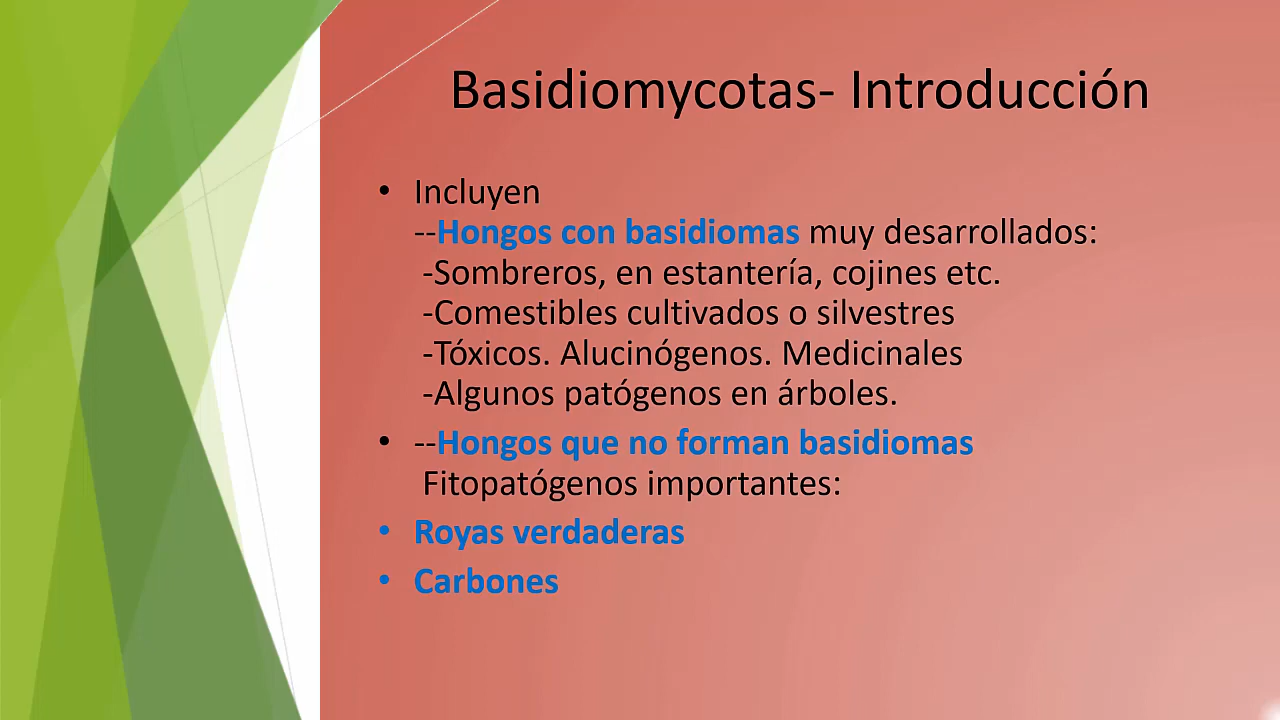 Basidiomycotas- Introducción
• Incluyen
--Hongos con basidiomas muy desarrollados:
-Sombreros, en estantería, cojines etc.
-Comestibles cultivados o silvestres
-Tóxicos. Alucinógenos. Medicinales
-Algunos patógenos en árboles.
• --Hongos que no forman basidiomas
Fitopatógenos importantes:
• Royas verdaderas
• Carbones